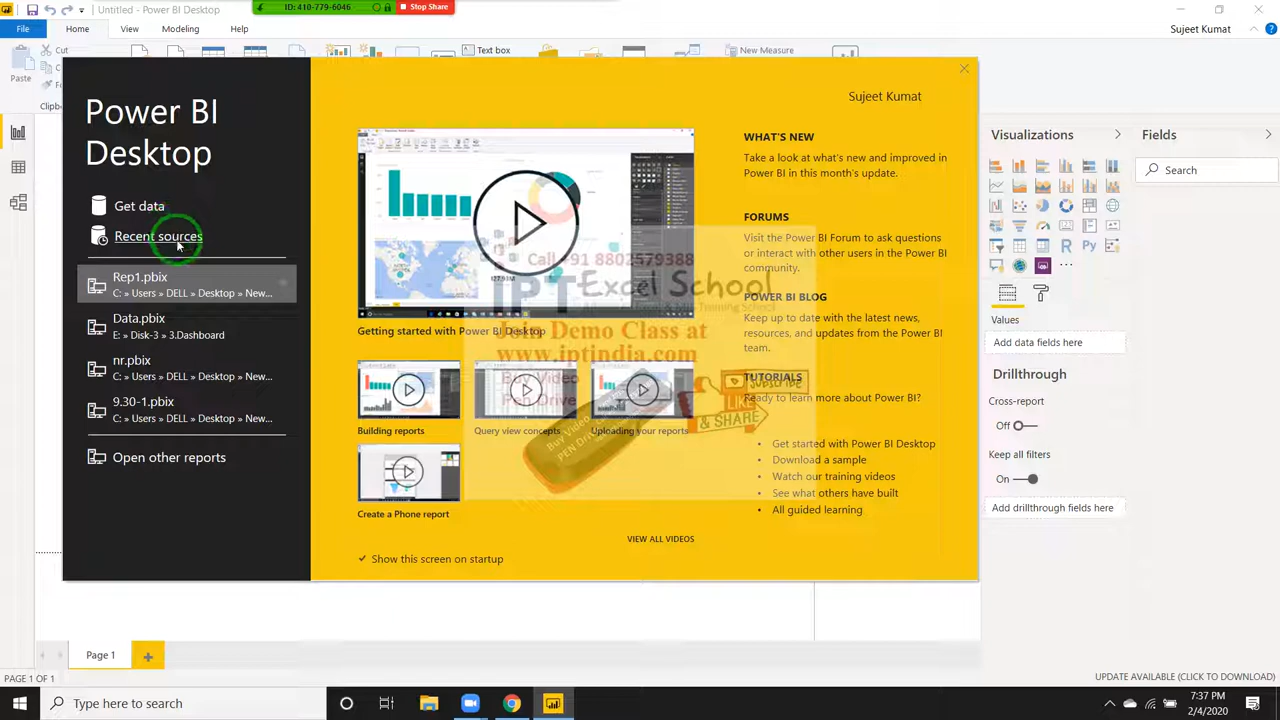 Untitled - Power BI Desktop
ID: 410-779-6046
Stop Share
File
Home
View
Modeling
Help
Sujeet Kumat
Cut
Paste
Text box
New Measure
Power BI
Desktop
Get data
Recent sources
Rep1.pbix
C: » Users » DELL » Desktop » New...
Data.pbix
E: » Disk-3 » 3.Dashboard
nr.pbix
C: » Users » DELL » Desktop » New...
9.30-1.pbix
C: » Users » DELL » Desktop » New...
Open other reports
Sujeet Kumat
Getting started with Power BI Desktop
Building reports
Query view concepts
Uploading your reports
Create a Phone report
VIEW ALL VIDEOS
Show this screen on startup
WHAT'S NEW
Take a look at what's new and improved in
Power BI in this month's update.
FORUMS
Visit the Power BI Forum to ask questions
or interact with other users in the Power BI
community.
POWER BI BLOG
Keep up to date with the latest news,
resources, and updates from the Power BI
team.
TUTORIALS
Ready to learn more about Power BI?
• Get started with Power BI Desktop
• Download a sample
• Watch our training videos
• See what others have built
• All guided learning
Call +91 8802579388
IPT Excel School
Join Demo Class at
www.iptindia.com
Buy Video
Pen Drive
SUBSCRIBE
LIKE
& SHARE
Visualizations
Values
Add data fields here
Drillthrough
Cross-report
Off
Keep all filters
On
Add drillthrough fields here
Fields
Search
Page 1
PAGE 1 OF 1
UPDATE AVAILABLE (CLICK TO DOWNLOAD)
Type here to search
7:37 PM
2/4/2020